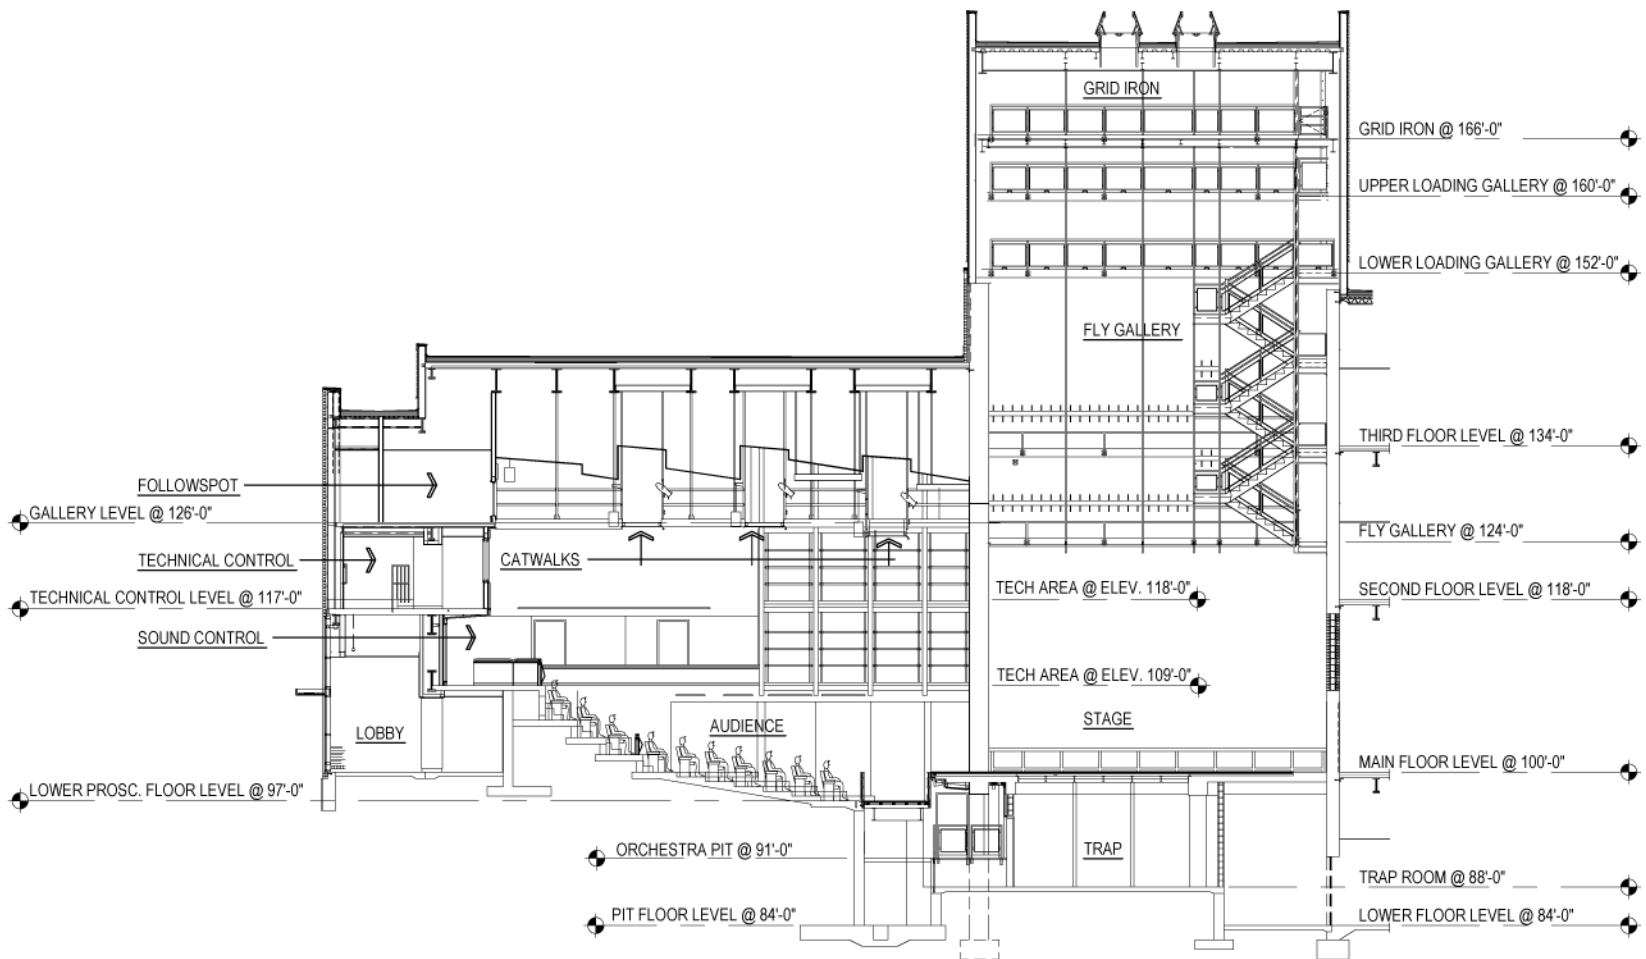 GRID IRON
GRID IRON @ 166'-0"
UPPER LOADING GALLERY @ 160'-0"
LOWER LOADING GALLERY @ 152'-0"
FLY GALLERY
THIRD FLOOR LEVEL @ 134'-0"
FOLLOWSPOT
GALLERY LEVEL @ 126'-0"
FLY GALLERY @ 124'-0"
TECHNICAL CONTROL
CATWALKS
TECH AREA @ ELEV. 118'-0"
SECOND FLOOR LEVEL @ 118'-0"
TECHNICAL CONTROL LEVEL @ 117'-0"
SOUND CONTROL
TECH AREA @ ELEV. 109'-0"
STAGE
AUDIENCE
LOBBY
MAIN FLOOR LEVEL @ 100'-0"
LOWER PROSC. FLOOR LEVEL @ 97'-0"
ORCHESTRA PIT @ 91'-0"
TRAP
TRAP ROOM @ 88'-0"
PIT FLOOR LEVEL @ 84'-0"
LOWER FLOOR LEVEL @ 84'-0"